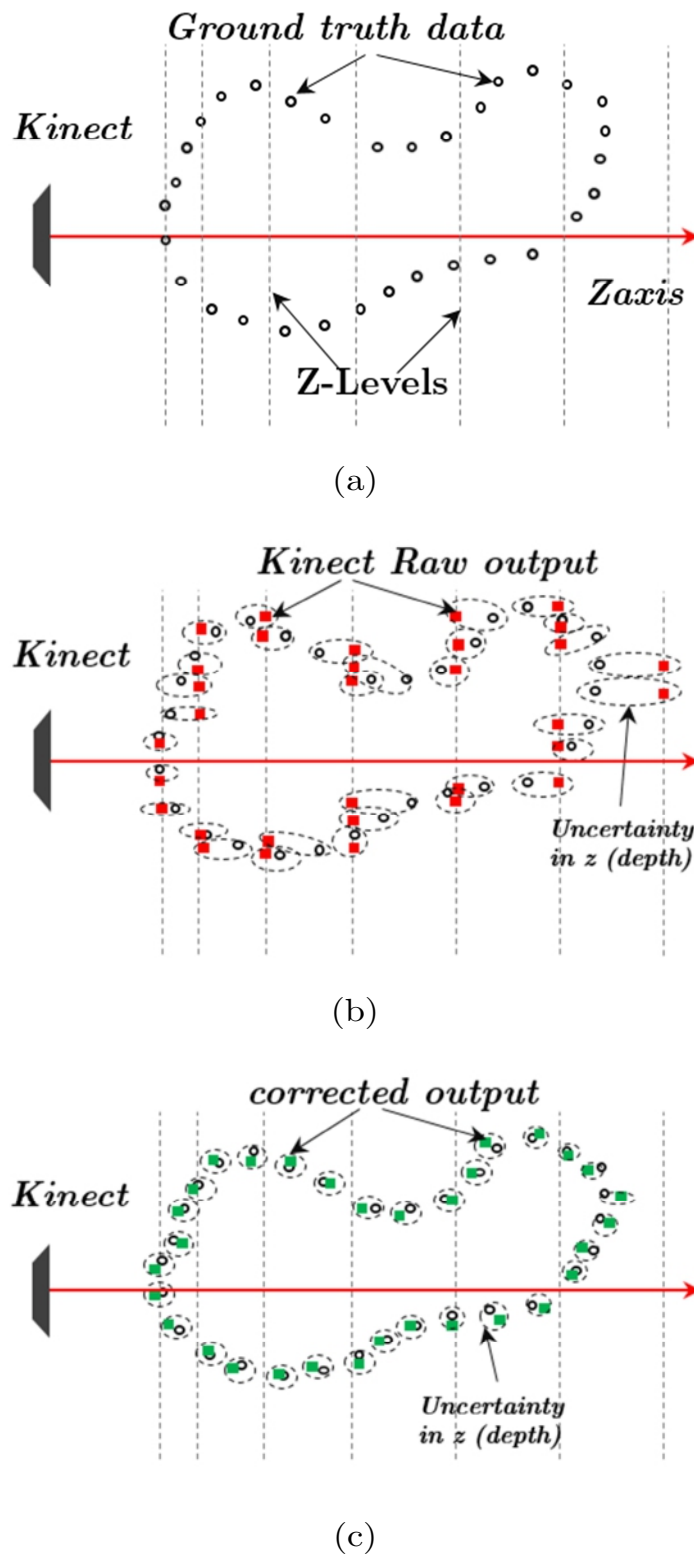 Ground truth data
Kinect
Zaxis
Z-Levels
(a)
Kinect Raw output
Kinect
Uncertainty
in z (depth)
(b)
corrected output
Kinect
Uncertainty
in z (depth)
(c)